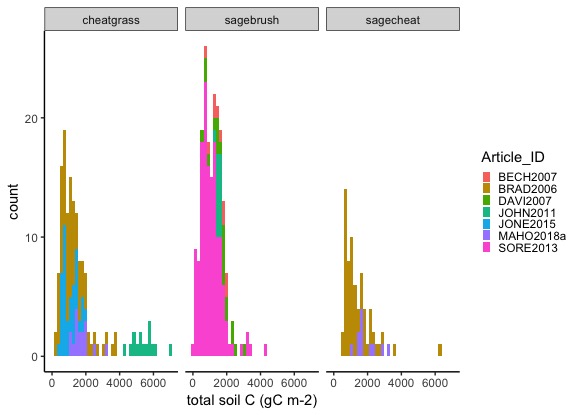 cheatgrass sagebrush sagecheat
count
20
10
0
0 2000 4000 6000 0 2000 4000 6000 0 2000 4000 6000
total soil C (gC m-2)
Article_ID
BECH2007
BRAD2006
DAVI2007
JOHN2011
JONE2015
MAHO2018a
SORE2013